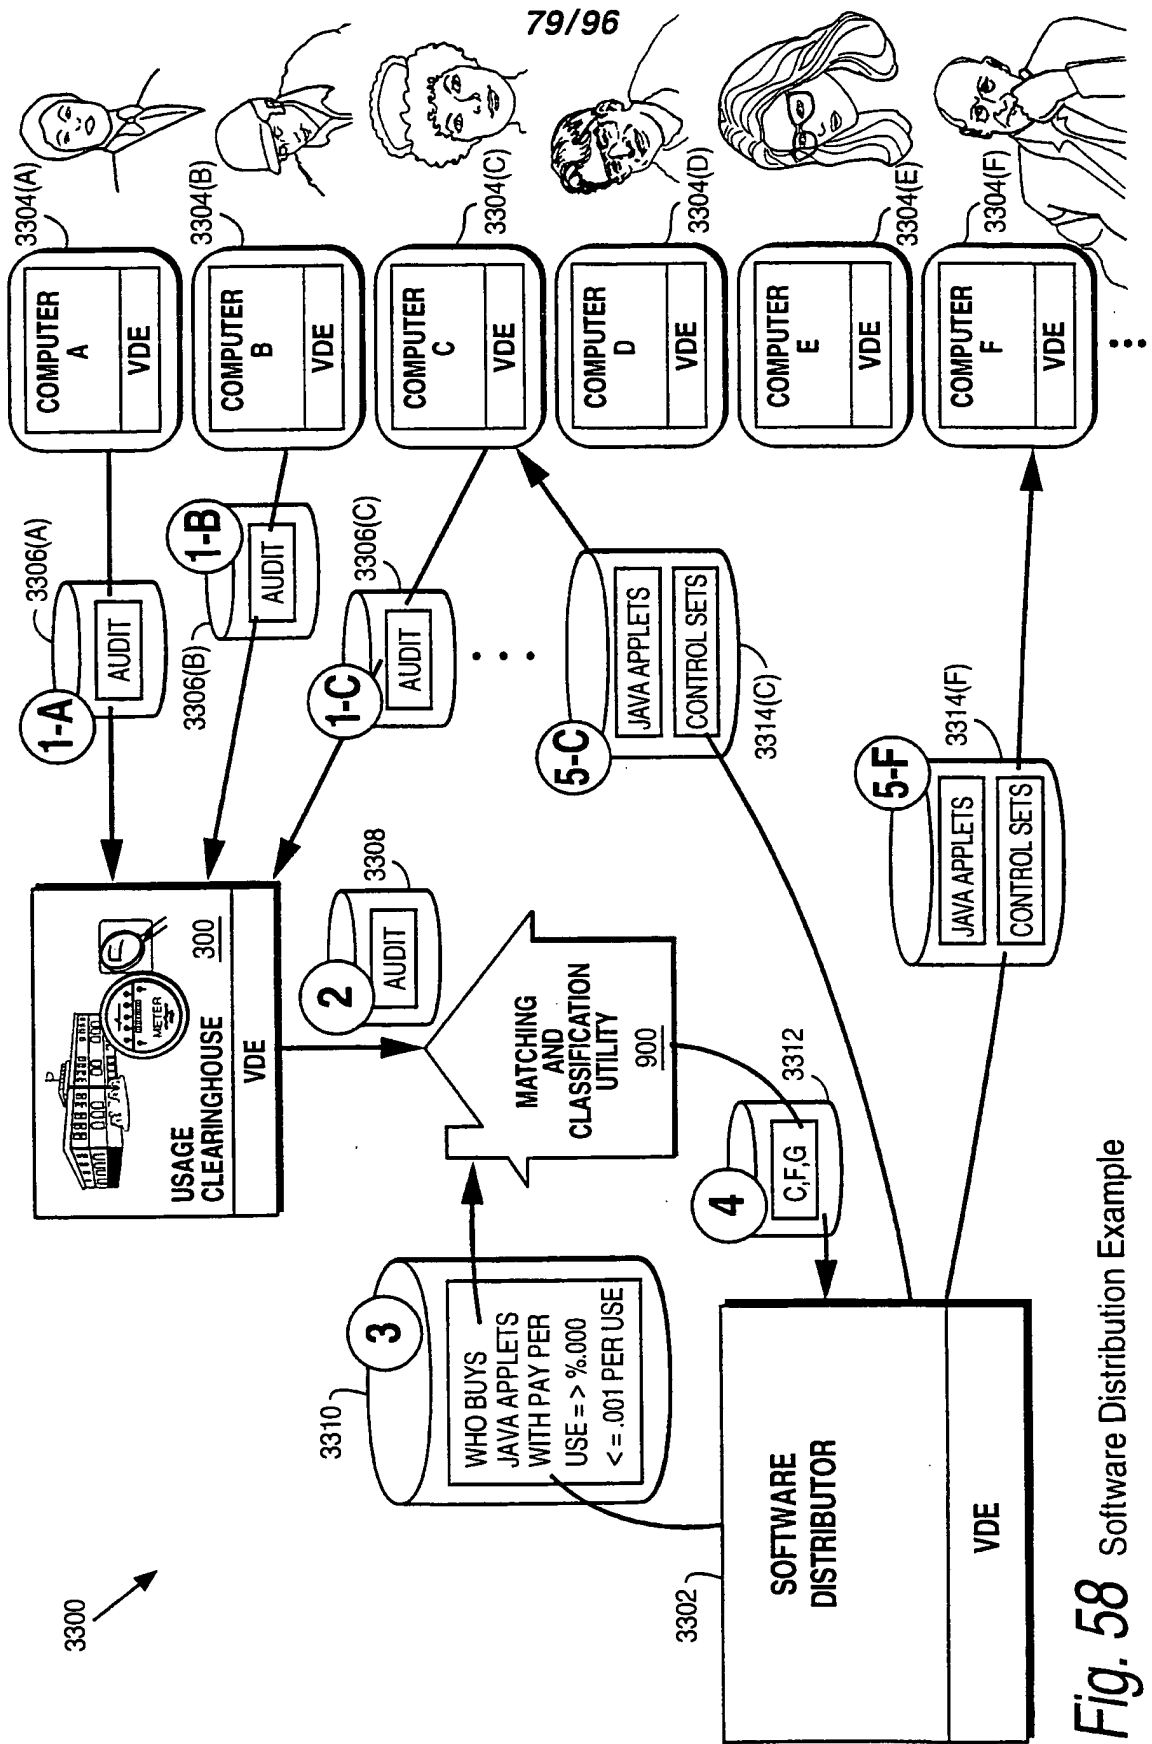 79/96
3300
USAGE
CLEARINGHOUSE
300
METER
VDE
1-A
AUDIT
3306(A)
COMPUTER
A
VDE
3304(A)
1-B
AUDIT
3306(B)
COMPUTER
B
VDE
3304(B)
1-C
AUDIT
3306(C)
COMPUTER
C
VDE
3304(C)
COMPUTER
D
VDE
3304(D)
COMPUTER
E
VDE
3304(E)
COMPUTER
F
VDE
3304(F)
2
AUDIT
3308
3310
3
WHO BUYS
JAVA APPLETS
WITH PAY PER
USE = > %.000
< = .001 PER USE
MATCHING
AND
CLASSIFICATION
UTILITY
900
4
C,F,G
3312
5-C
JAVA APPLETS
CONTROL SETS
3314(C)
5-F
JAVA APPLETS
CONTROL SETS
3314(F)
3302
SOFTWARE
DISTRIBUTOR
VDE
Fig. 58 Software Distribution Example